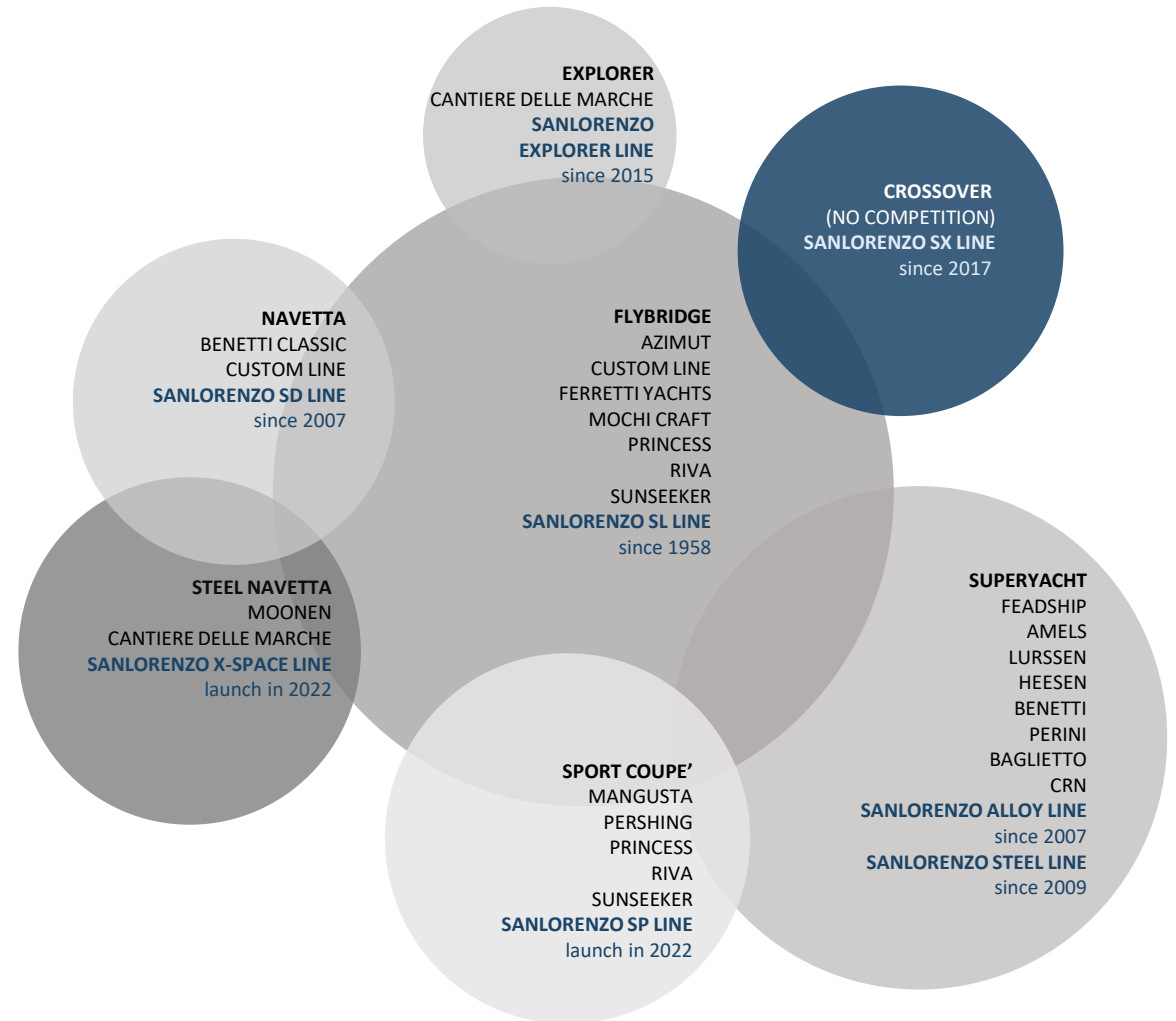 EXPLORER
CANTIERE DELLE MARCHE
SANLORENZO
EXPLORER LINE
since 2015
CROSSOVER
(NO COMPETITION)
SANLORENZO SX LINE
since 2017
NAVETTA
BENETTI CLASSIC
CUSTOM LINE
SANLORENZO SD LINE
since 2007
FLYBRIDGE
AZIMUT
CUSTOM LINE
FERRETTI YACHTS
MOCHI CRAFT
PRINCESS
RIVA
SUNSEEKER
SANLORENZO SL LINE
since 1958
STEEL NAVETTA
MOONEN
CANTIERE DELLE MARCHE
SANLORENZO X-SPACE LINE
launch in 2022
SUPERYACHT
FEADSHIP
AMELS
LURSSEN
HEESEN
BENETTI
PERINI
BAGLIETTO
CRN
SANLORENZO ALLOY LINE
since 2007
SANLORENZO STEEL LINE
since 2009
SPORT COUPE’
MANGUSTA
PERSHING
PRINCESS
RIVA
SUNSEEKER
SANLORENZO SP LINE
launch in 2022